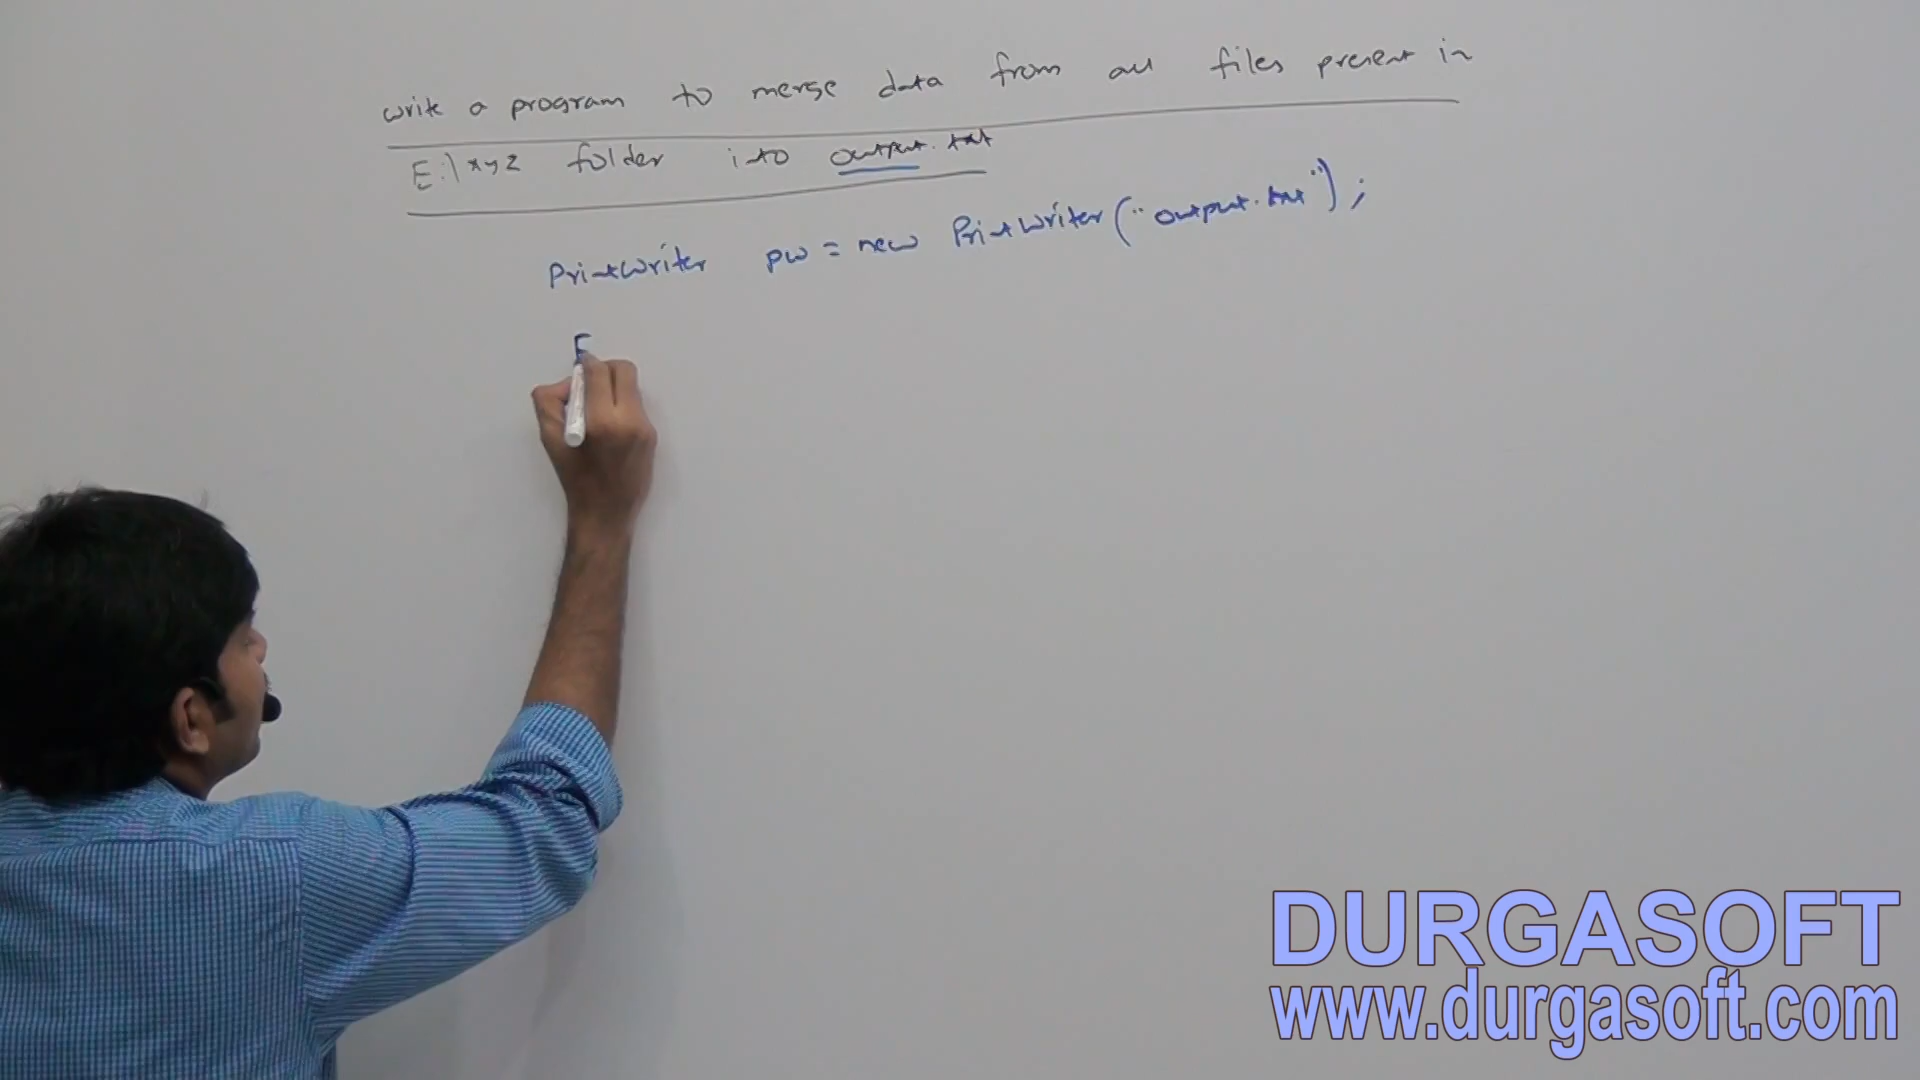 write a program to merge data from all files present in
E:\xyz folder into output.txt
PrintWriter pw = new PrintWriter("output.txt");
F
DURGASOFT
www.durgasoft.com